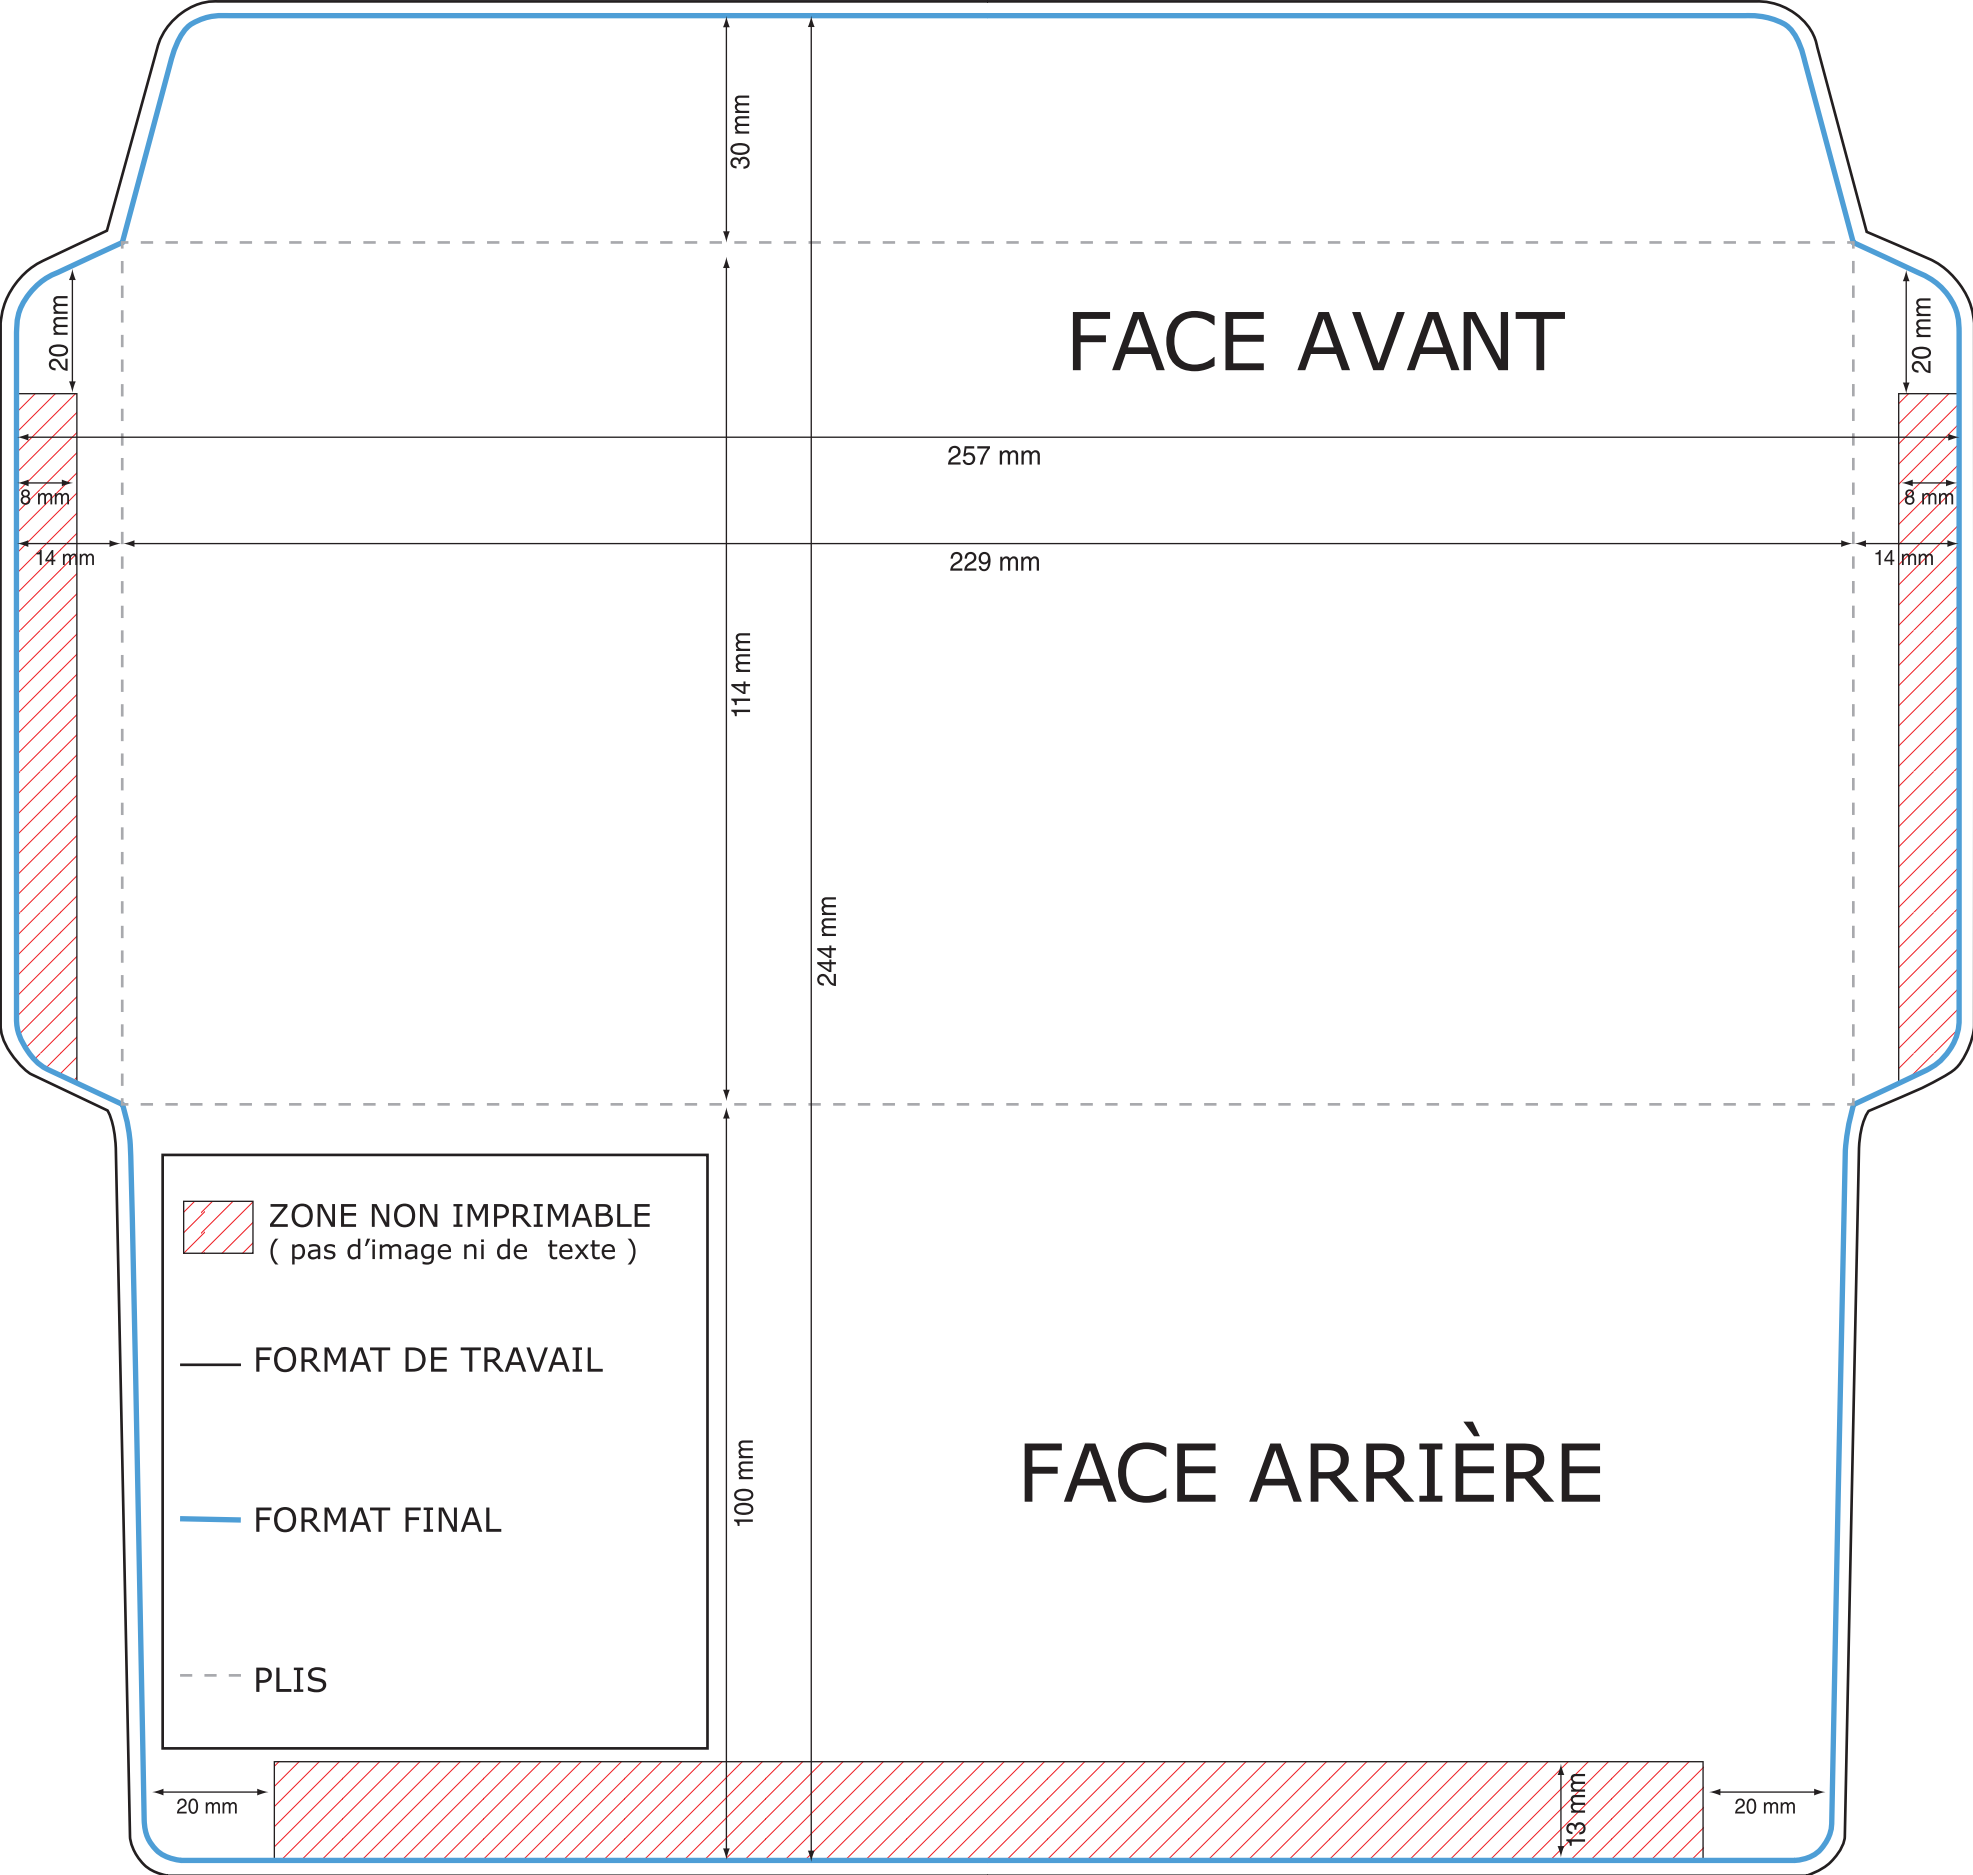 30 mm
20 mm
FACE AVANT
20 mm
257 mm
8 mm
8 mm
14 mm
229 mm
14 mm
114 mm
244 mm
ZONE NON IMPRIMABLE
( pas d’image ni de texte )
FORMAT DE TRAVAIL
FACE ARRIÈRE
100 mm
FORMAT FINAL
PLIS
20 mm
13 mm
20 mm